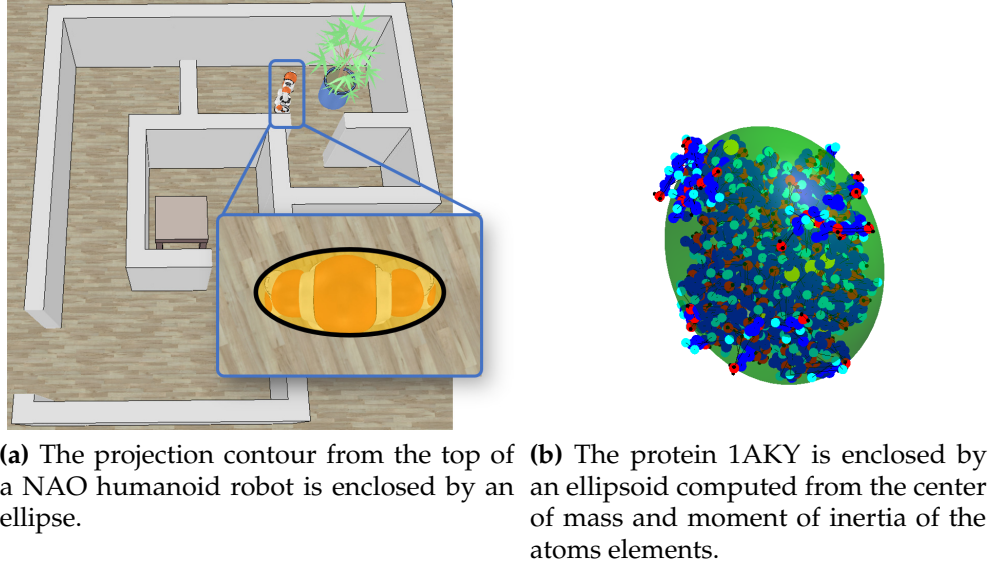 (a) The projection contour from the top of
a NAO humanoid robot is enclosed by an
ellipse.
(b) The protein 1AKY is enclosed by
an ellipsoid computed from the center
of mass and moment of inertia of the
atoms elements.